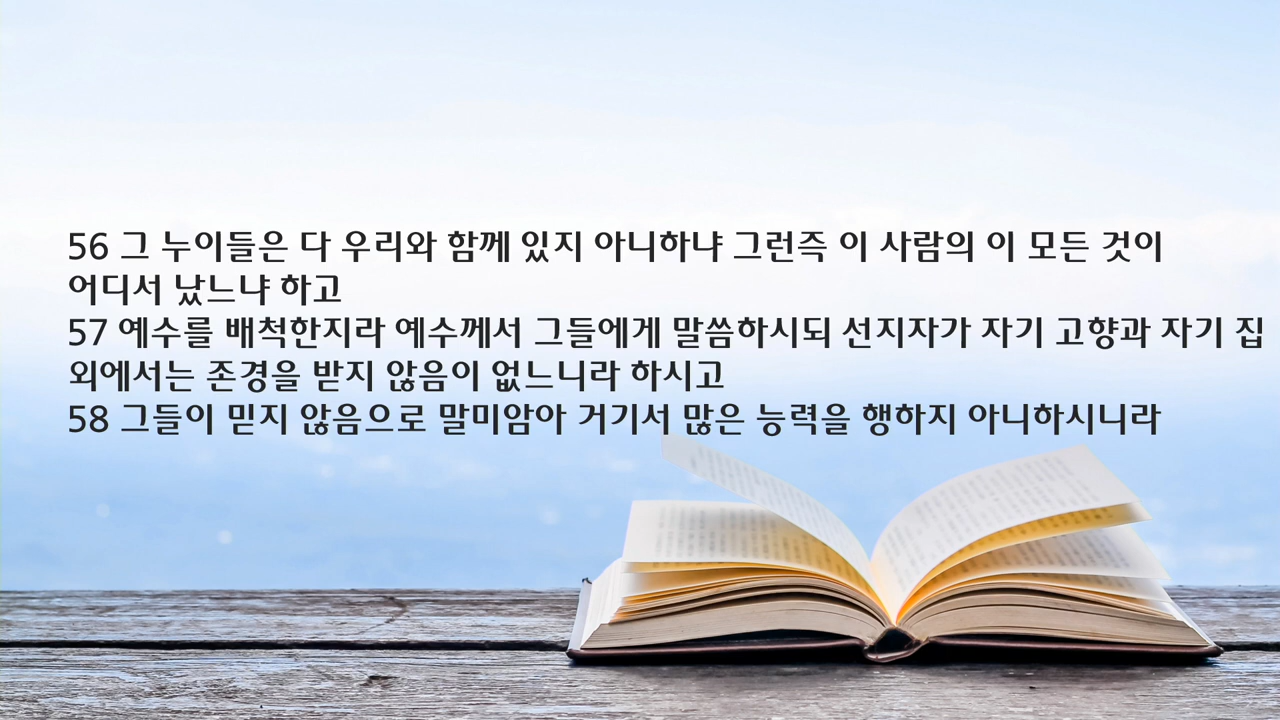 56 그 누이들은 다 우리와 함께 있지 아니하냐 그런즉 이 사람의 이 모든 것이
어디서 났느냐 하고
57 예수를 배척한지라 예수께서 그들에게 말씀하시되 선지자가 자기 고향과 자기 집
외에서는 존경을 받지 않음이 없느니라 하시고
58 그들이 믿지 않음으로 말미암아 거기서 많은 능력을 행하지 아니하시니라